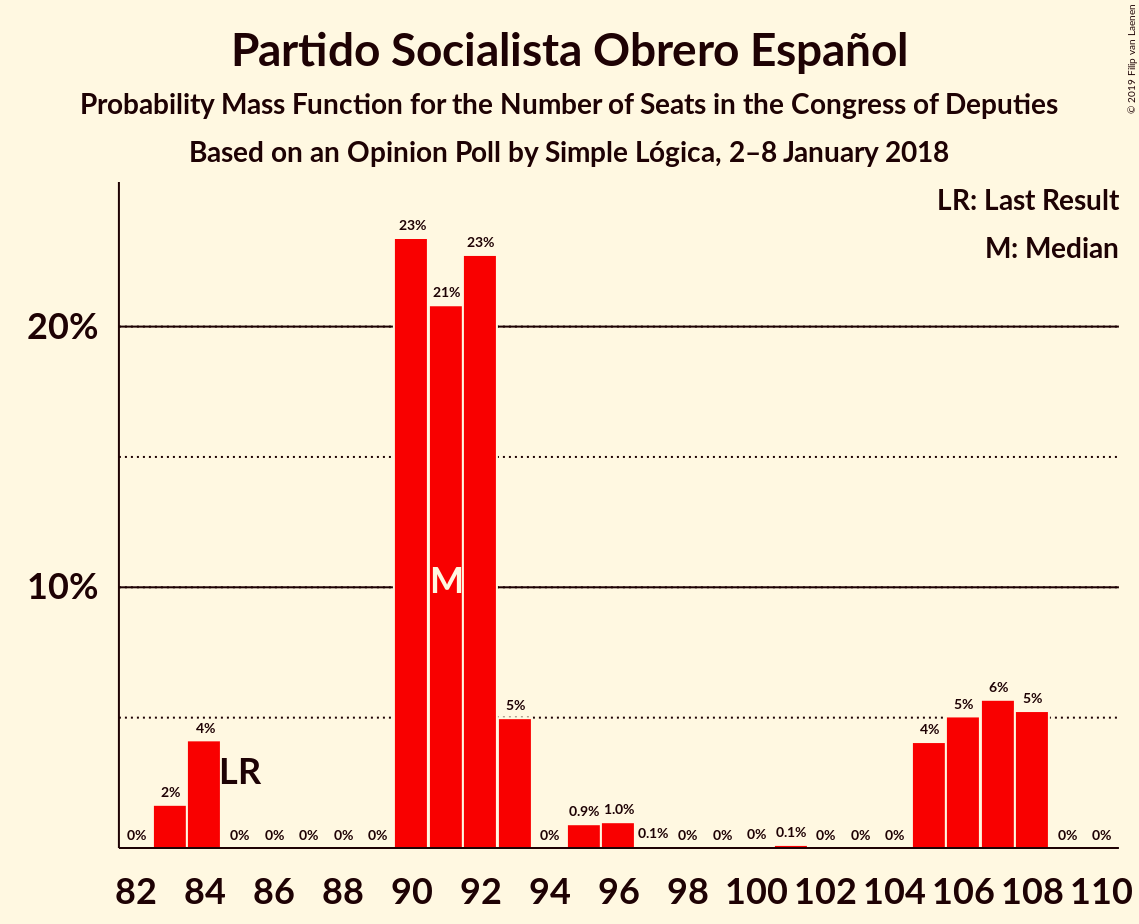 Partido Socialista Obrero Español
Probability Mass Function for the Number of Seats in the Congress of Deputies
Based on an Opinion Poll by Simple Lógica, 2–8 January 2018
© 2019 Filip van Laenen
LR: Last Result
M: Median
20%
10%
0% 2% 4% 0% 0% 0% 0% 0% 23% 21% 23% 5% 0% 0.9% 1.0% 0.1% 0% 0% 0% 0.1% 0% 0% 0% 4% 5% 6% 5% 0% 0%
LR
M
82 84 86 88 90 92 94 96 98 100 102 104 106 108 110